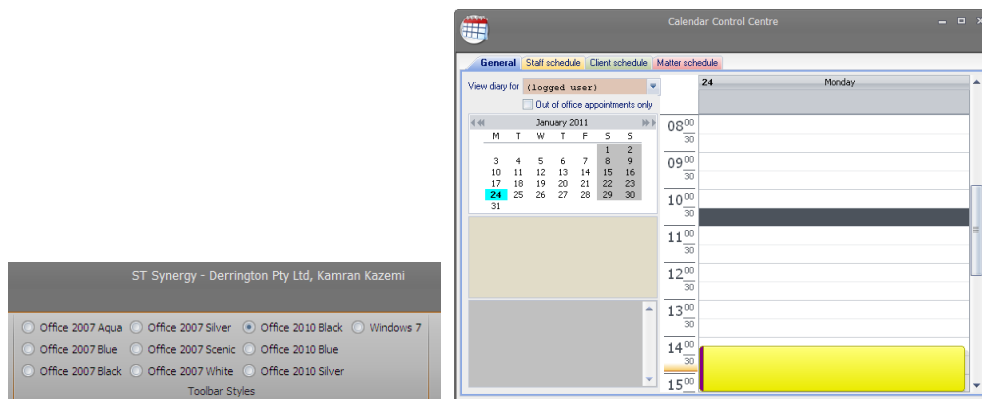 ST Synergy - Derrington Pty Ltd, Kamran Kazemi
Office 2007 Aqua Office 2007 Silver Office 2010 Black Windows 7
Office 2007 Blue Office 2007 Scenic Office 2010 Blue
Office 2007 Black Office 2007 White Office 2010 Silver
Toolbar Styles
Calendar Control Centre
General Staff schedule Client schedule Matter schedule
View diary for (logged user)
Out of office appointments only
January 2011
M T W T F S S
1 2
3 4 5 6 7 8 9
10 11 12 13 14 15 16
17 18 19 20 21 22 23
24 25 26 27 28 29 30
31
24 Monday
08 00
30
09 00
30
10 00
30
11 00
30
12 00
30
13 00
30
14 00
30
15 00